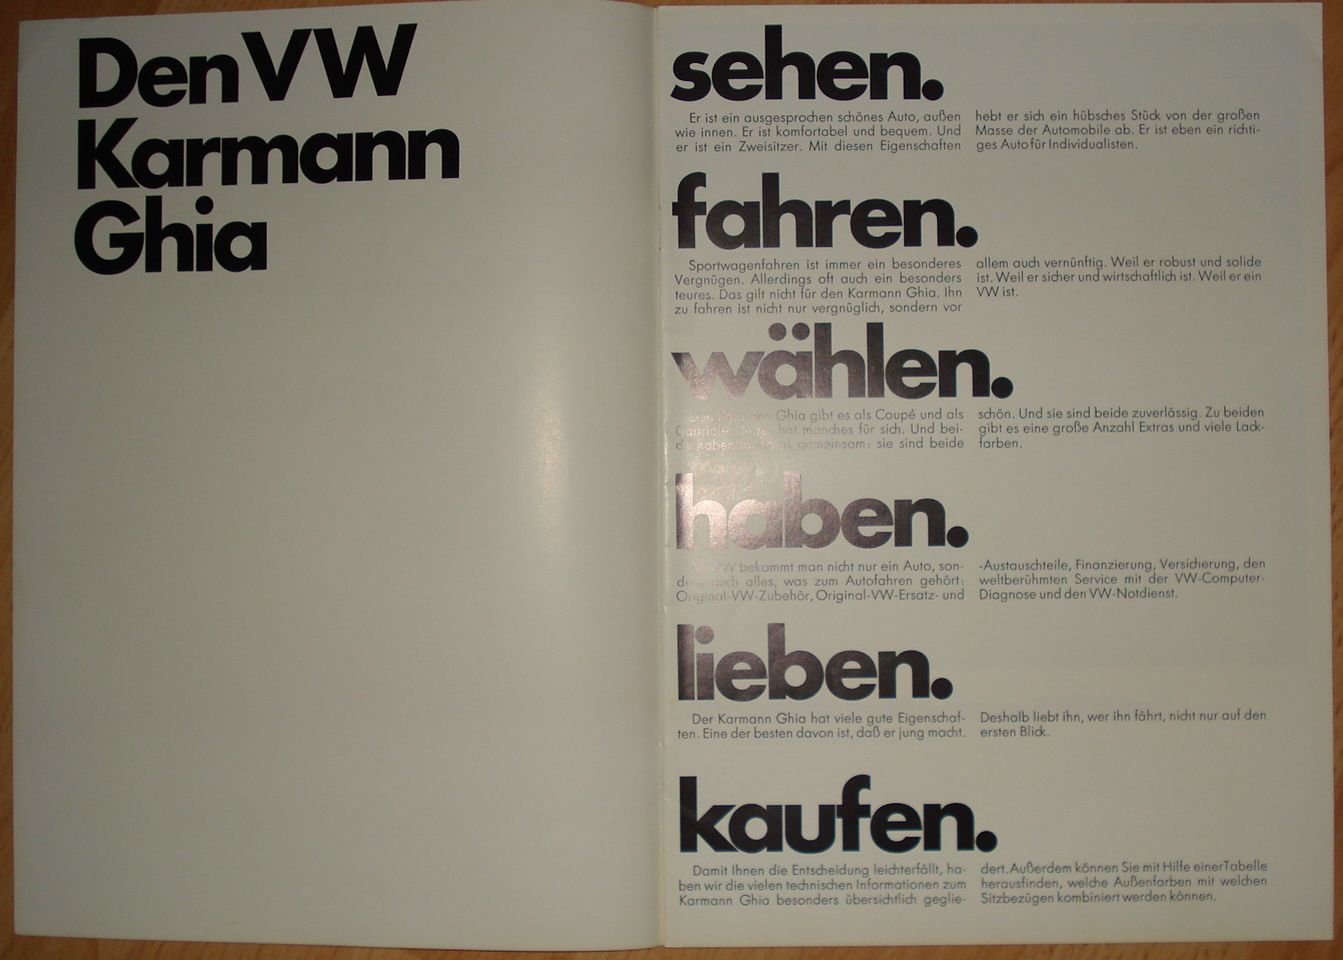 Den VW
Karmann
Ghia
sehen.
Er ist ein ausgesprochen schönes Auto, außen
wie innen. Er ist komfortabel und bequem. Und
er ist ein Zweisitzer. Mit diesen Eigenschaften
hebt er sich ein hübsches Stück von der großen
Masse der Automobile ab. Er ist eben ein richti-
ges Auto für Individualisten.
fahren.
Sportwagenfahren ist immer ein besonderes
Vergnügen. Allerdings oft auch ein besonders
teures. Das gilt nicht für den Karmann Ghia. Ihn
zu fahren ist nicht nur vergnüglich, sondern vor
allem auch vernünftig. Weil er robust und solide
ist. Weil er sicher und wirtschaftlich ist. Weil er ein
VW ist.
wählen.
Den Karmann Ghia gibt es als Coupé und als
Cabriolet. hat manches für sich. Und bei-
de haben gemeinsam: sie sind beide
schön. Und sie sind beide zuverlässig. Zu beiden
gibt es eine große Anzahl Extras und viele Lack-
farben.
haben.
VW bekommt man nicht nur ein Auto, son-
dern auch alles, was zum Autofahren gehört:
Original-VW-Zubehör, Original-VW-Ersatz- und
-Austauschteile, Finanzierung, Versicherung, den
weltberühmten Service mit der VW-Computer-
Diagnose und den VW-Notdienst.
lieben.
Der Karmann Ghia hat viele gute Eigenschaf-
ten. Eine der besten davon ist, daß er jung macht.
Deshalb liebt ihn, wer ihn fährt, nicht nur auf den
ersten Blick.
kaufen.
Damit Ihnen die Entscheidung leichterfällt, ha-
ben wir die vielen technischen Informationen zum
Karmann Ghia besonders übersichtlich geglie-
dert. Außerdem können Sie mit Hilfe einer Tabelle
herausfinden, welche Außenfarben mit welchen
Sitzbezügen kombiniert werden können.